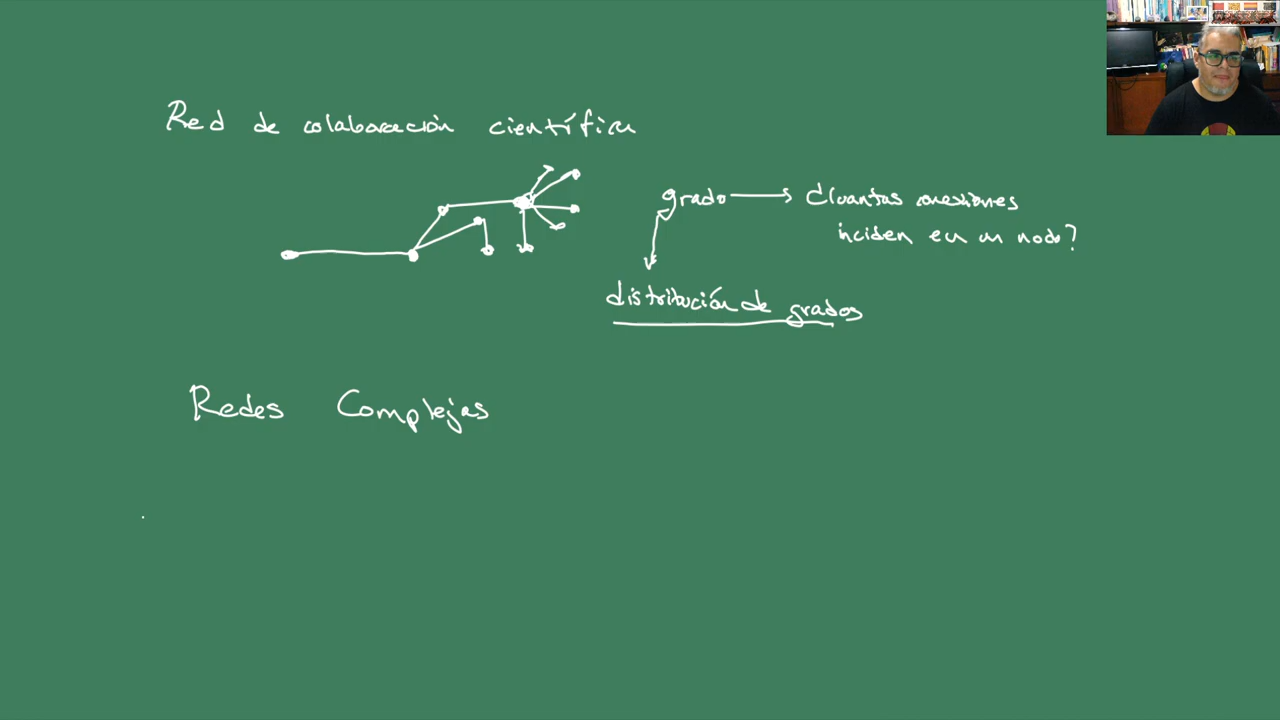 Red de colaboración científica
grado → ¿Cuantas conexiones
inciden en un nodo?
distribución de grados
Redes Complejas